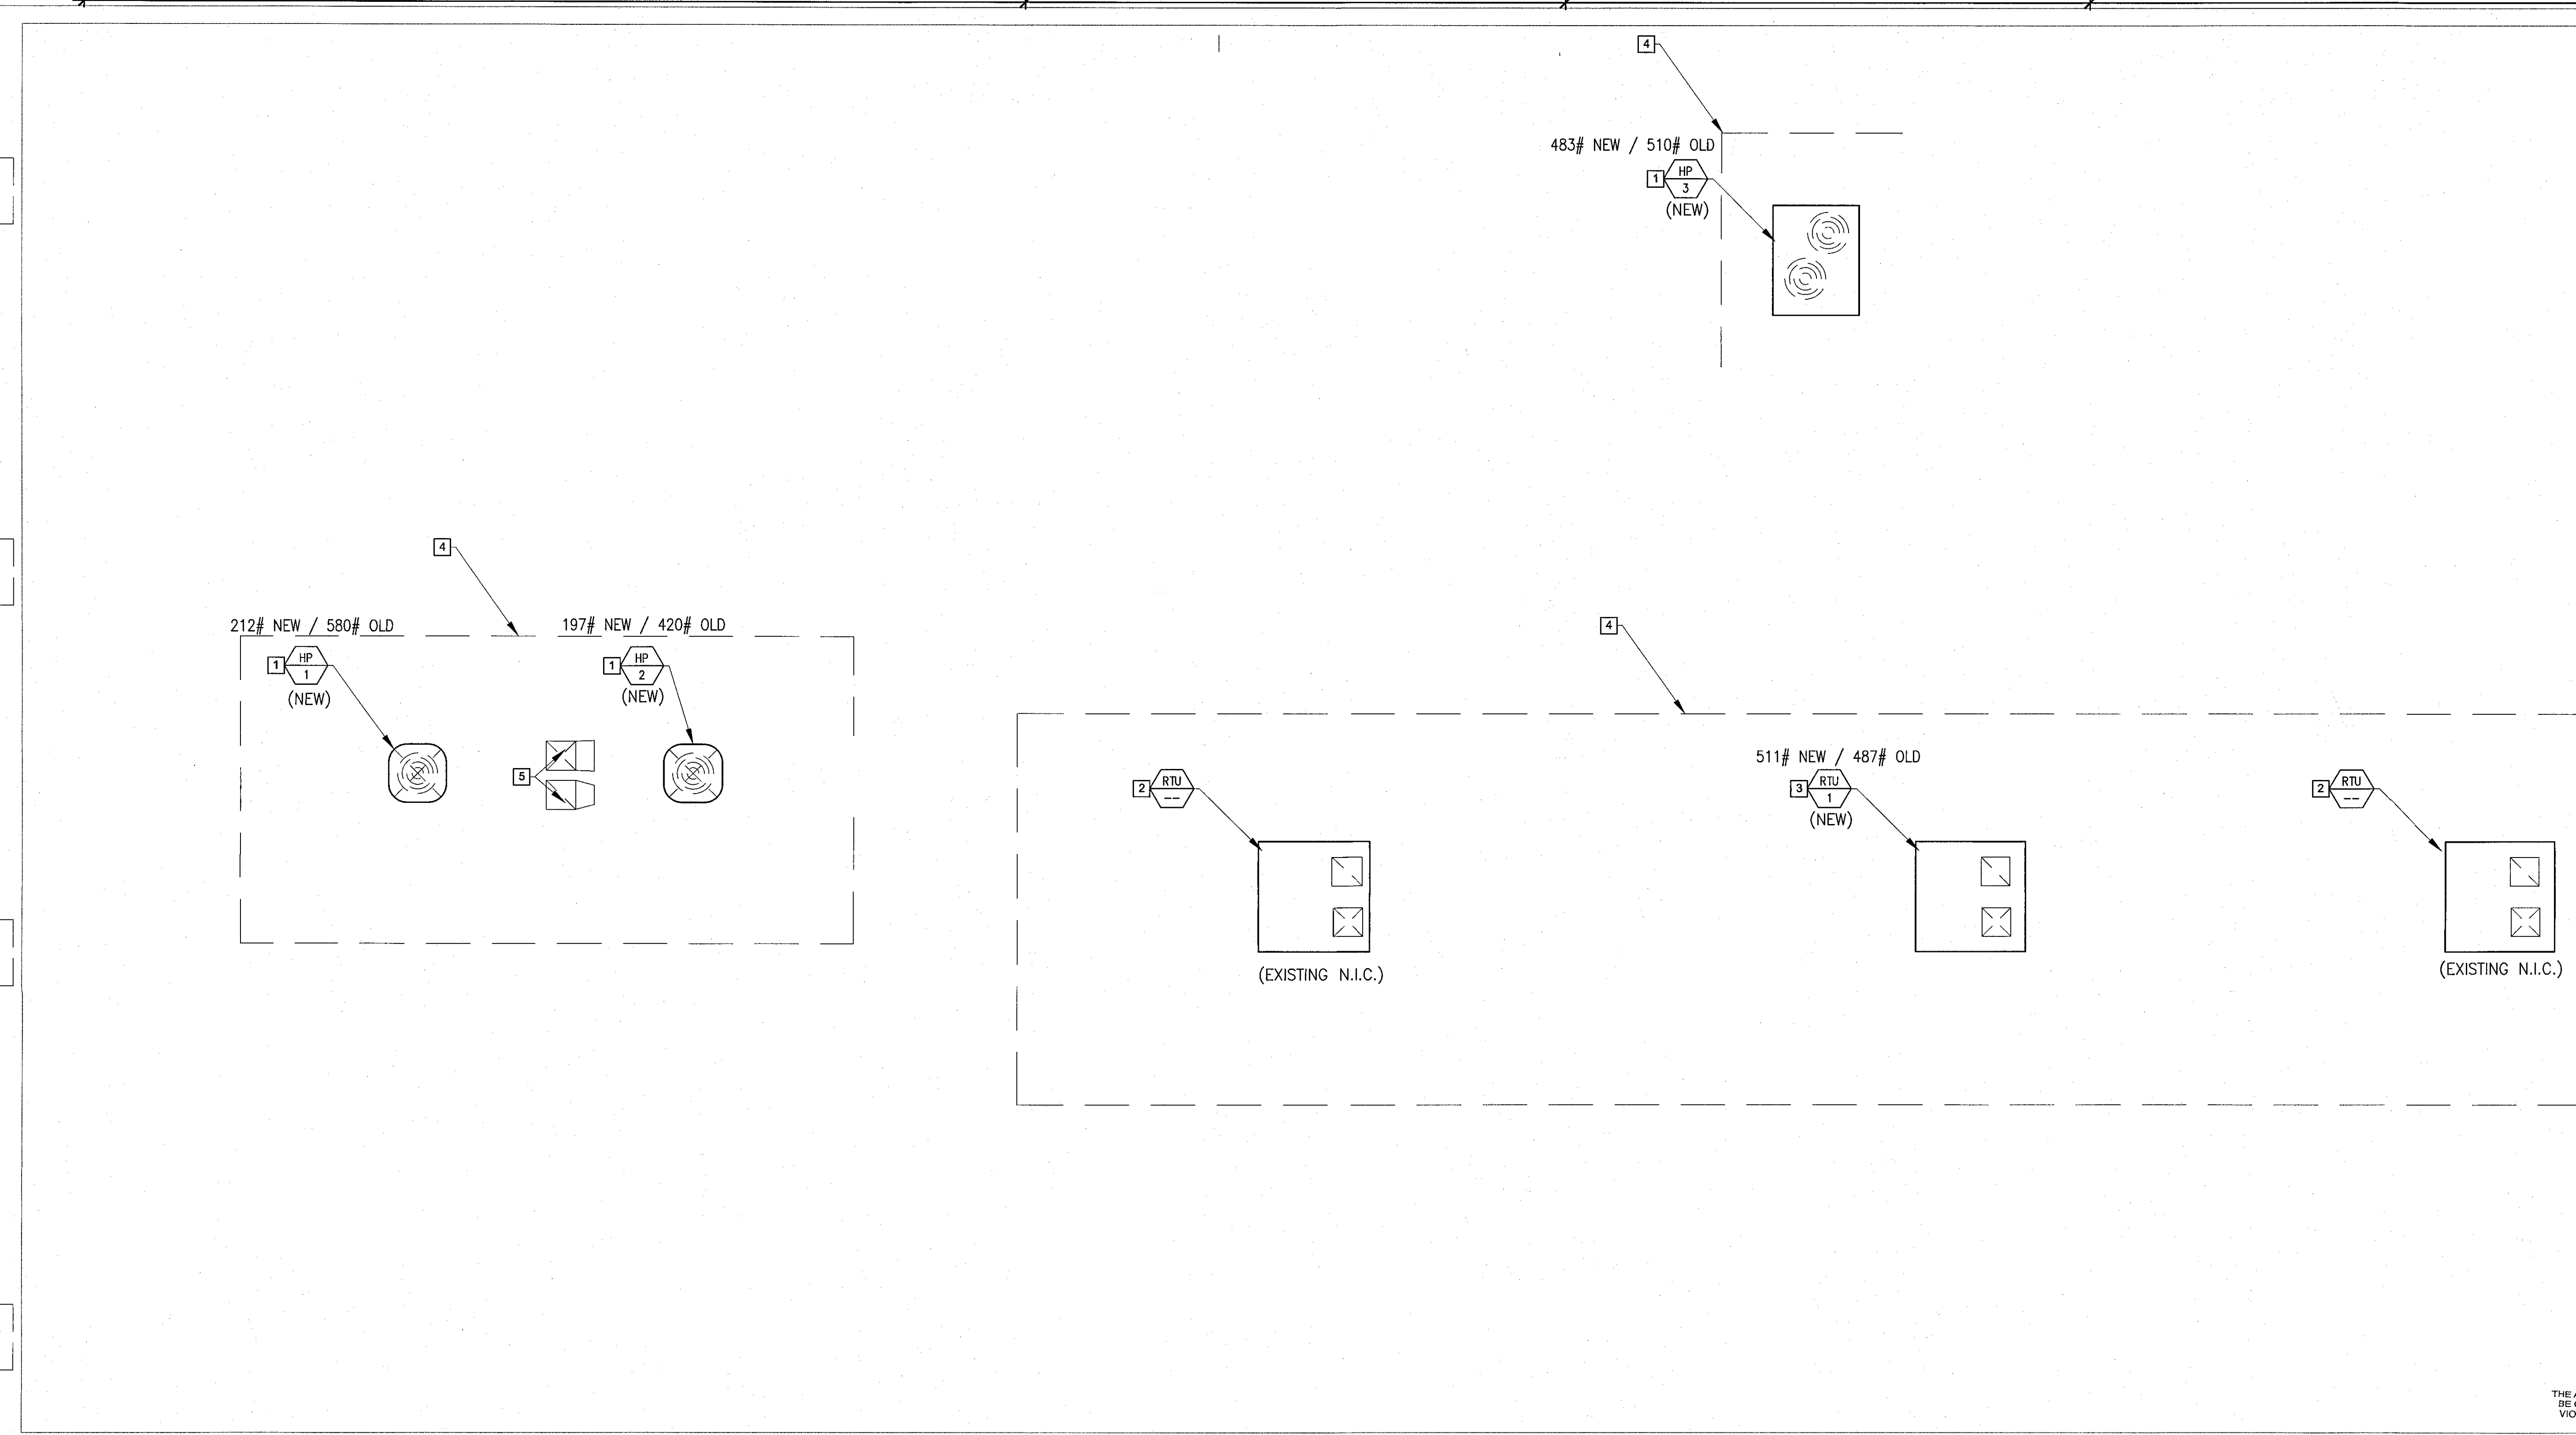 4
483# NEW / 510# OLD
1
HP
3
(NEW)
4
212# NEW / 580# OLD
197# NEW / 420# OLD
4
1
HP
1
(NEW)
1
HP
2
(NEW)
5
511# NEW / 487# OLD
2
RTU
--
3
RTU
1
(NEW)
2
RTU
--
(EXISTING N.I.C.)
(EXISTING N.I.C.)
THE
BE